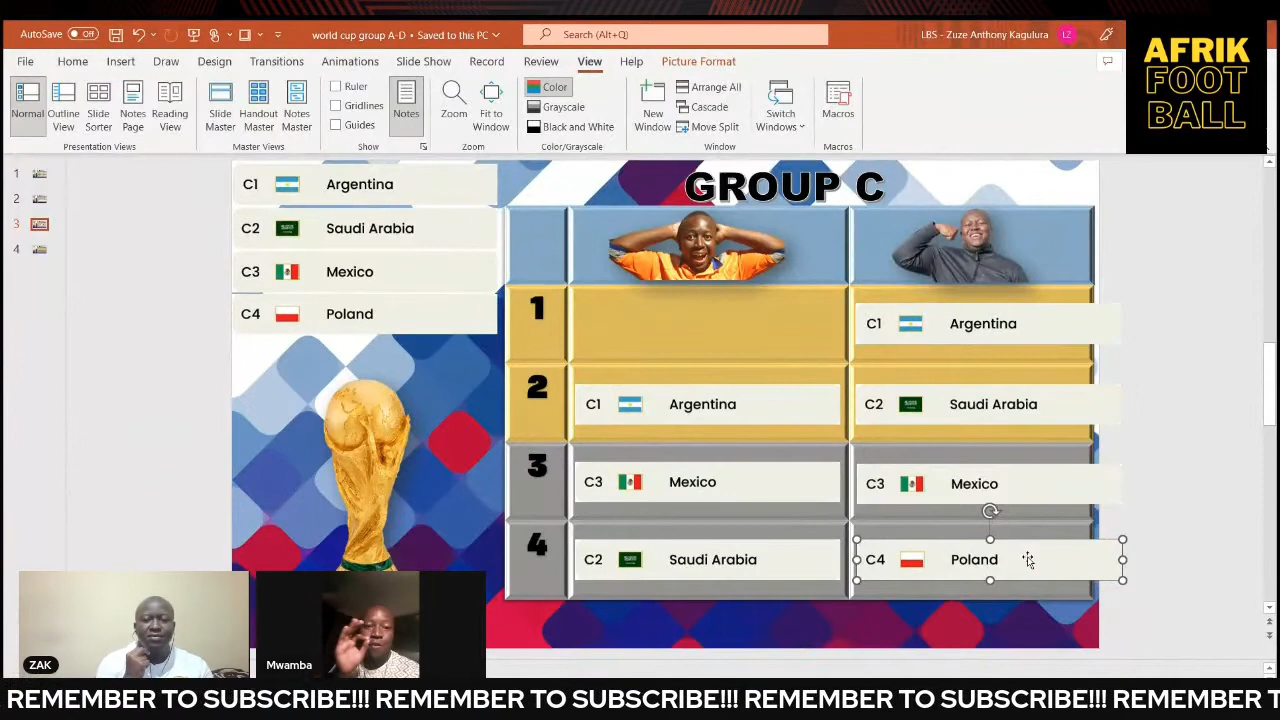 AutoSave Off
world cup group A-D - Saved to this PC
Search (Alt+Q)
LBS - Zuze Anthony Kagulura LZ
File Home Insert Draw Design Transitions Animations Slide Show Record Review View Help Picture Format
Normal
Outline View
Slide Sorter
Notes Page
Reading View
Presentation Views
Slide Master
Handout Master
Notes Master
Master Views
Ruler
Gridlines
Guides
Show
Notes
Zoom
Fit to Window
Zoom
Color
Grayscale
Black and White
Color/Grayscale
New Window
Arrange All
Cascade
Move Split
Switch Windows
Window
Macros
Macros
AFRIK
FOOT
BALL
1
2
3
4
C1 Argentina
C2 Saudi Arabia
C3 Mexico
C4 Poland
GROUP C
1
C1 Argentina
2
C1 Argentina
C2 Saudi Arabia
3
C3 Mexico
C3 Mexico
4
C2 Saudi Arabia
C4 Poland
ZAK
Mwamba
REMEMBER TO SUBSCRIBE!!! REMEMBER TO SUBSCRIBE!!! REMEMBER TO SUBSCRIBE!!! REMEMBER T